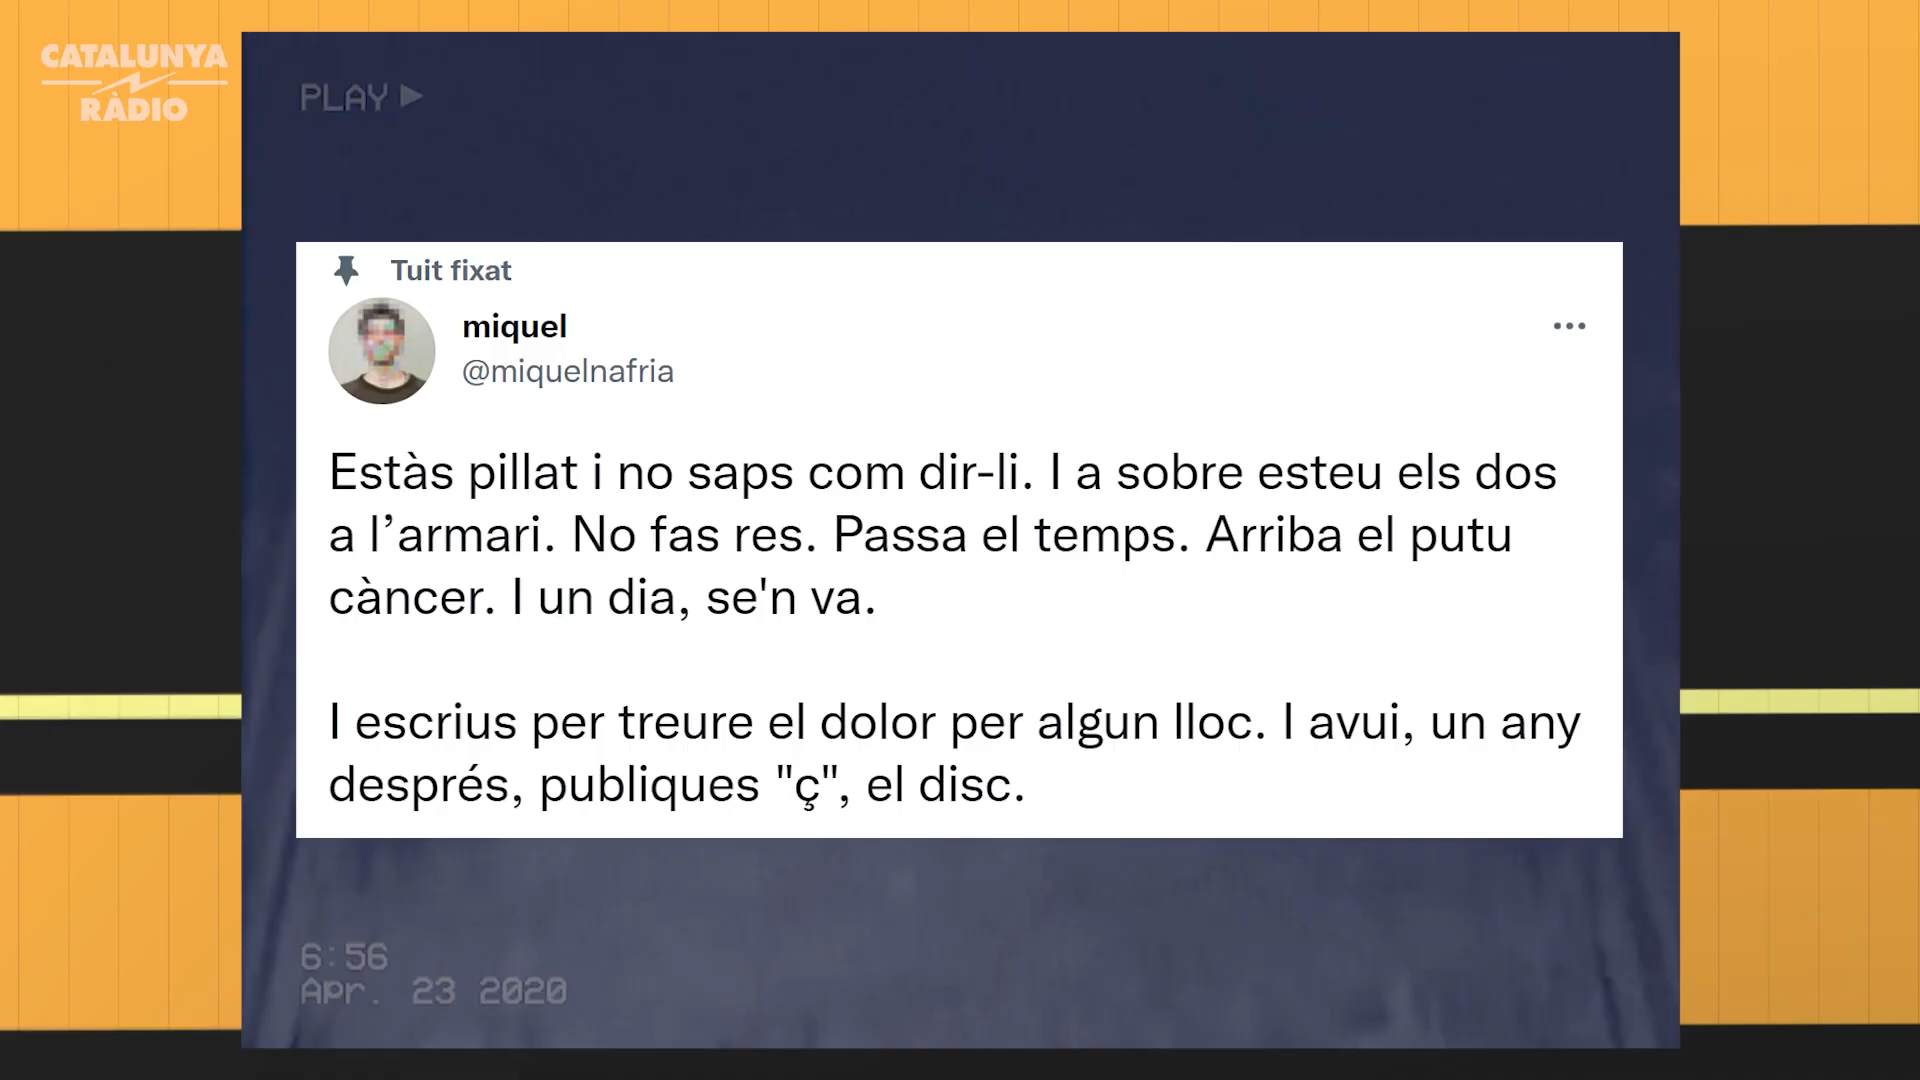 CATALUNYA
RÀDIO
PLAY
Tuit fixat
miquel
@miquelnafria
Estàs pillat i no saps com dir-li. I a sobre esteu els dos
a l’armari. No fas res. Passa el temps. Arriba el putu
càncer. I un dia, se'n va.
I escrius per treure el dolor per algun lloc. I avui, un any
després, publiques "ç", el disc.
6:56
Apr. 23 2020